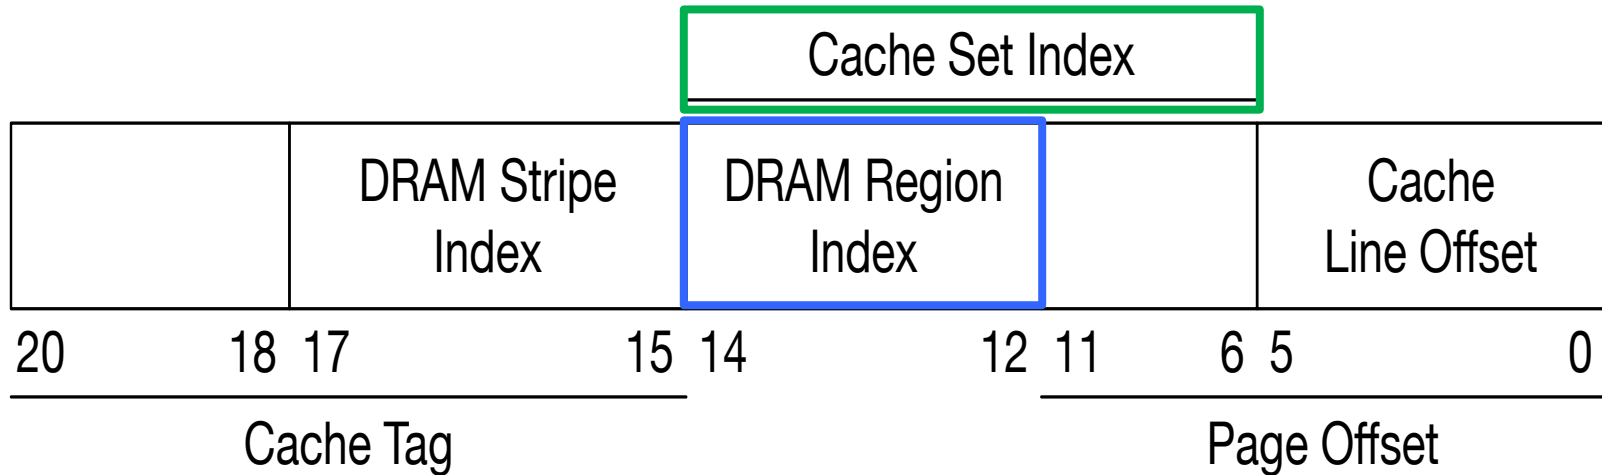 Cache Set Index
DRAM Stripe
Index
DRAM Region
Index
Cache
Line Offset
20 18 17 15 14 12 11 6 5 0
Cache Tag
Page Offset